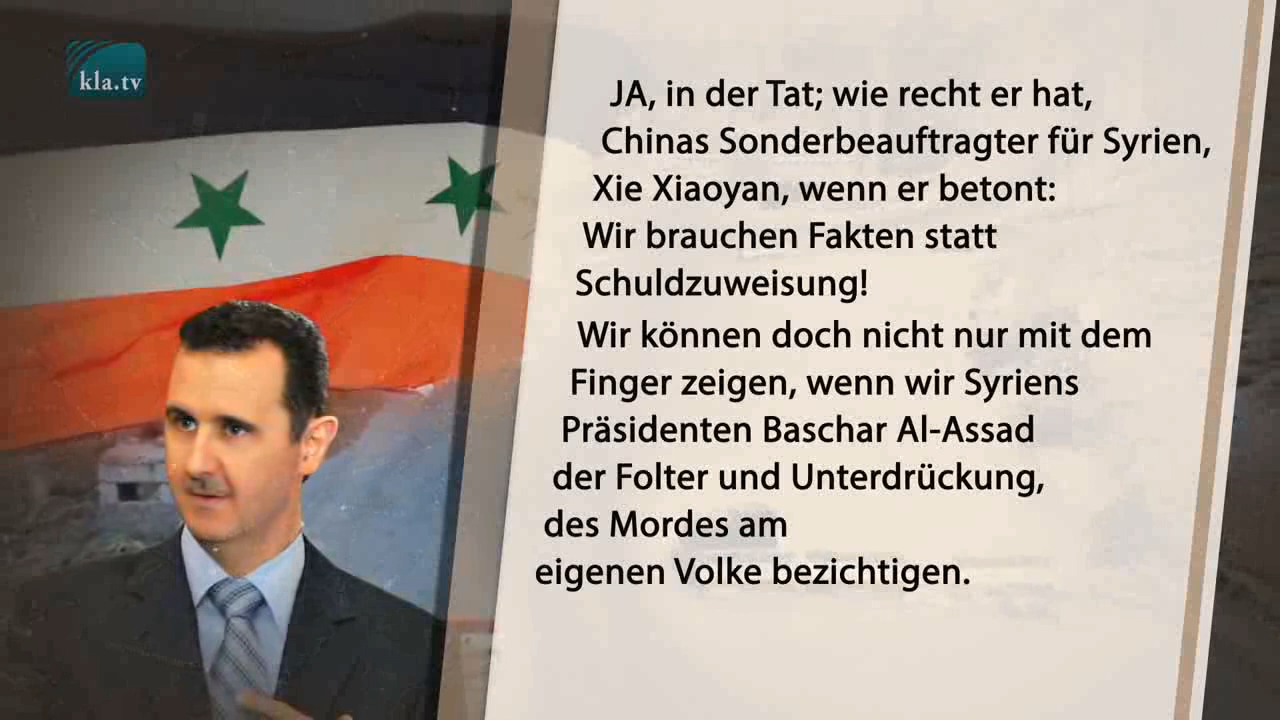 kla.tv
JA, in der Tat; wie recht er hat,
Chinas Sonderbeauftragter für Syrien,
Xie Xiaoyan, wenn er betont:
Wir brauchen Fakten statt
Schuldzuweisung!
Wir können doch nicht nur mit dem
Finger zeigen, wenn wir Syriens
Präsidenten Baschar Al-Assad
der Folter und Unterdrückung,
des Mordes am
eigenen Volke bezichtigen.